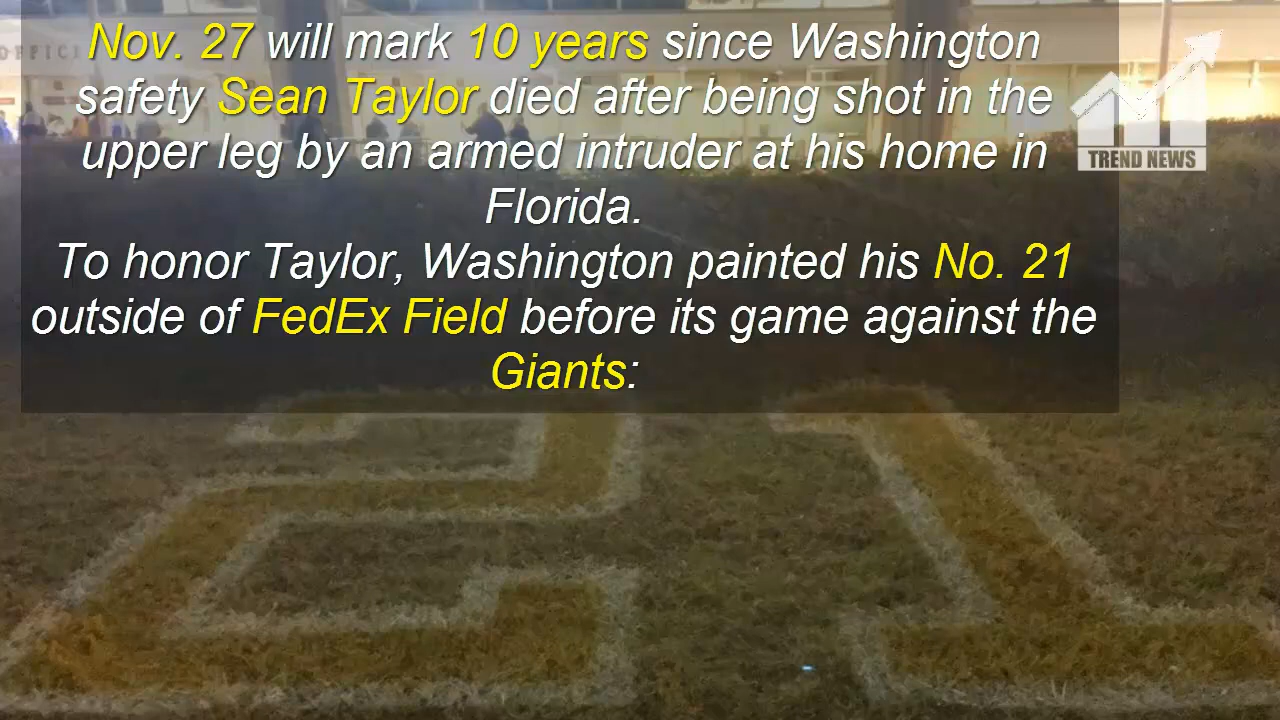 Nov. 27 will mark 10 years since Washington
safety Sean Taylor died after being shot in the
upper leg by an armed intruder at his home in
Florida.
To honor Taylor, Washington painted his No. 21
outside of FedEx Field before its game against the
Giants:
TREND NEWS
21